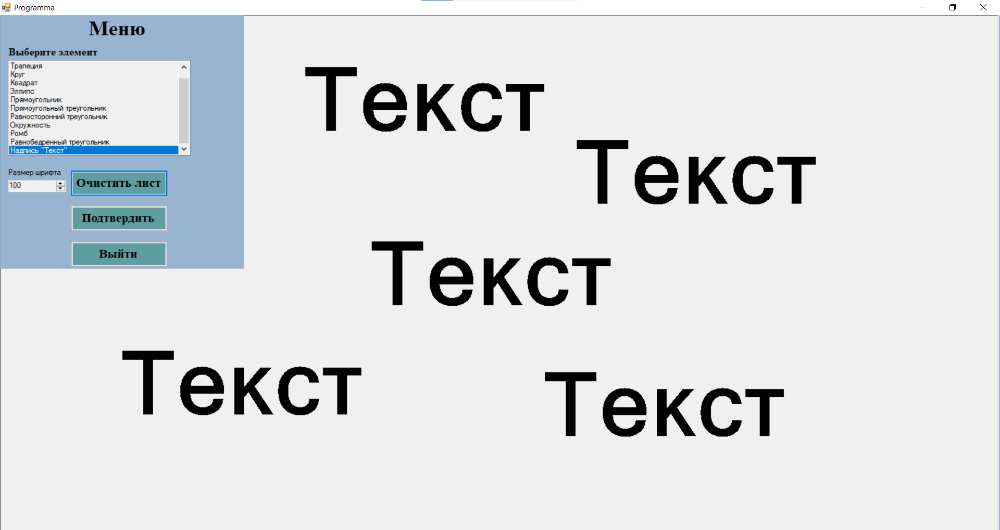 Programma
Меню
Выберите элемент
Трапеция
Круг
Квадрат
Эллипс
Прямоугольник
Прямоугольный треугольник
Равносторонний треугольник
Окружность
Ромб
Равнобедренный треугольник
Надпись "Текст"
Размер шрифта
100
Очистить лист
Подтвердить
Выйти
Текст
Текст
Текст
Текст
Текст